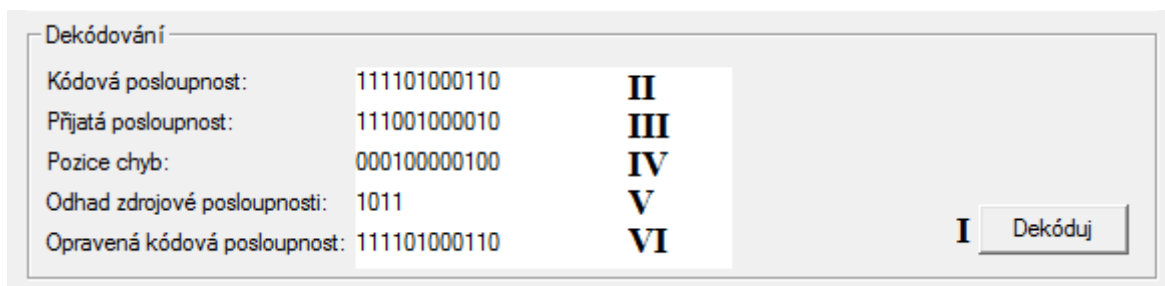 Dekódování
Kódová posloupnost: 111101000110 II
Přijatá posloupnost: 111001000010 III
Pozice chyb: 000100000100 IV
Odhad zdrojové posloupnosti: 1011 V
Opravená kódová posloupnost: 111101000110 VI
I Dekóduj